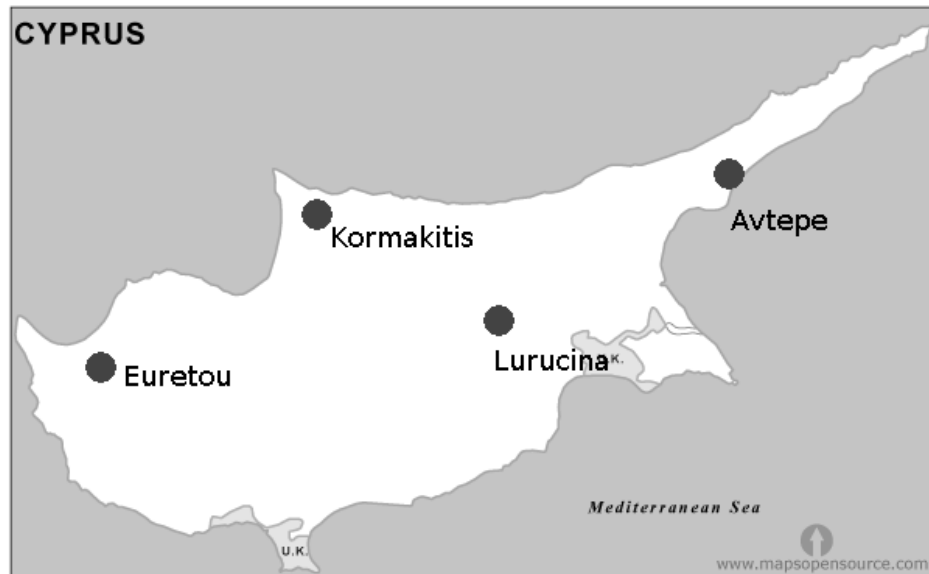 CYPRUS
Avtepe
Kormakitis
Lurucina
Euretou
Mediterranean Sea
U.K.
www.mapsopensource.com